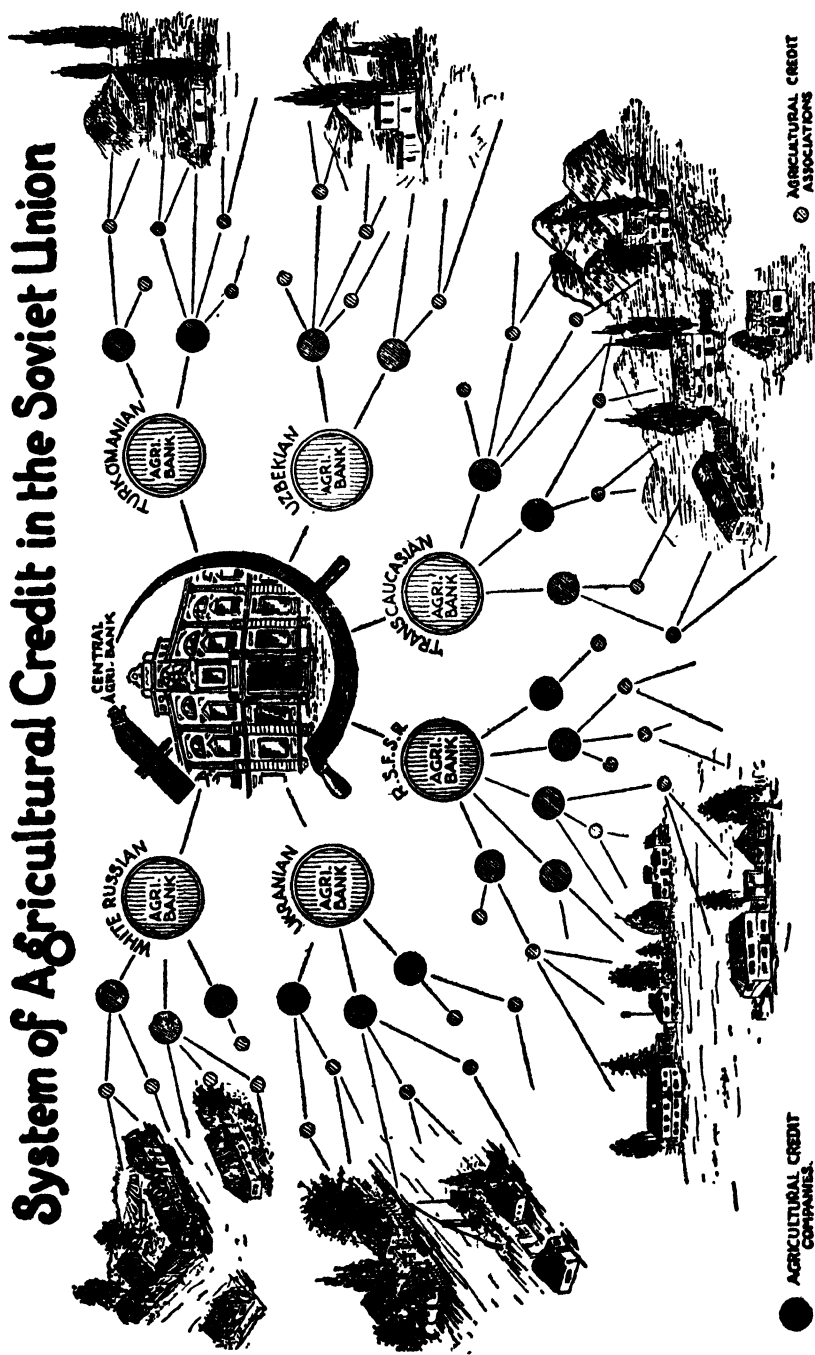 System of Agricultural Credit in the Soviet Union
CENTRAL
AGRI. BANK
WHITE RUSSIAN
AGRI.
BANK
UKRANIAN
AGRI.
BANK
R.S.F.S.R.
AGRI.
BANK
TRANSCAUCASIAN
AGRI.
BANK
UZBEKIAN
AGRI.
BANK
TURKOMANIAN
AGRI.
BANK
AGRICULTURAL CREDIT
COMPANIES.
AGRICULTURAL CREDIT
ASSOCIATIONS